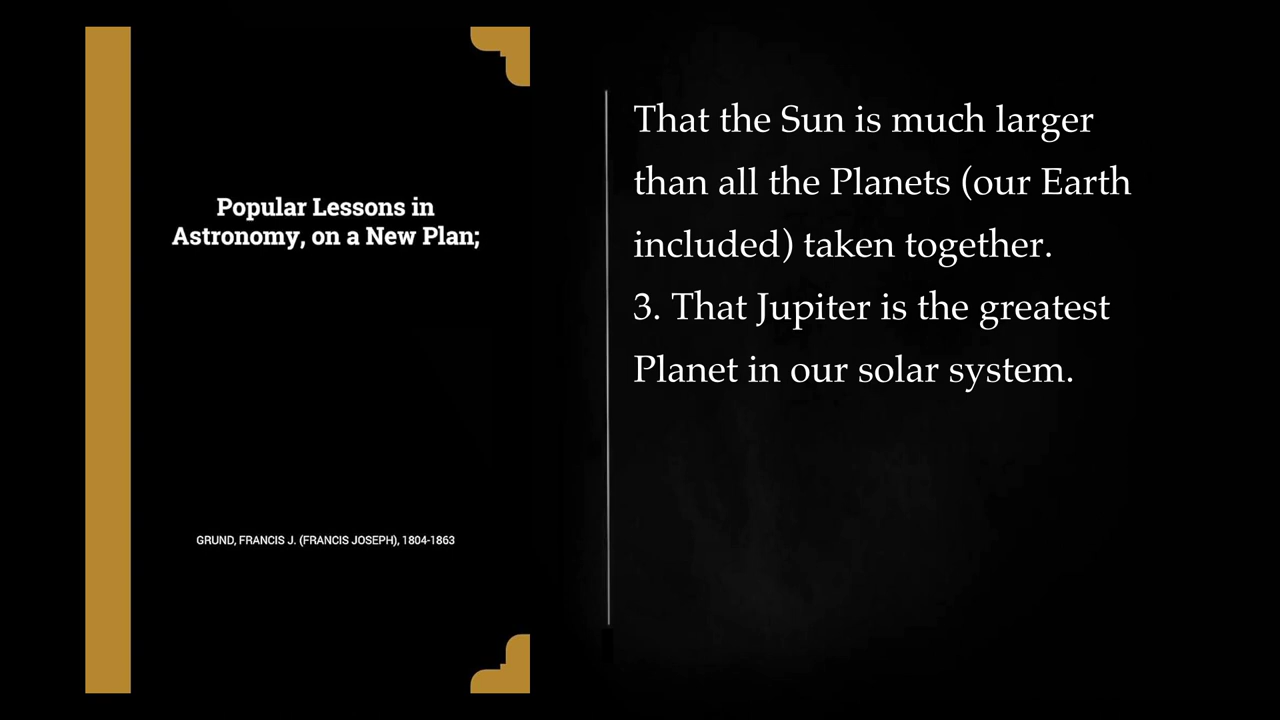 Popular Lessons in
Astronomy, on a New Plan;
GRUND, FRANCIS J. (FRANCIS JOSEPH), 1804-1863
That the Sun is much larger
than all the Planets (our Earth
included) taken together.
3. That Jupiter is the greatest
Planet in our solar system.